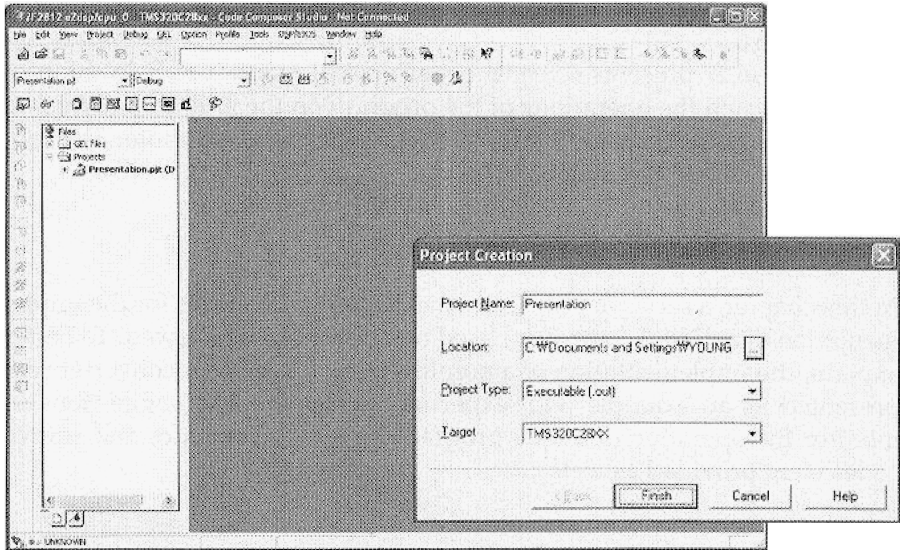 /F2812 eZdsp/cpu_0 - TMS320C28xx - Code Composer Studio - Not Connected
File Edit View Project Debug GEL Option Profile Tools DSP/BIOS Window Help
Presentation.pjt Debug
Files
GEL files
Projects
Presentation.pjt (D
UNKNOWN
Project Creation
Project Name: Presentation
Location: C:₩Documents and Settings₩YOUNG ...
Project Type: Executable (.out)
Target TMS320C28XX
< Back Finish Cancel Help